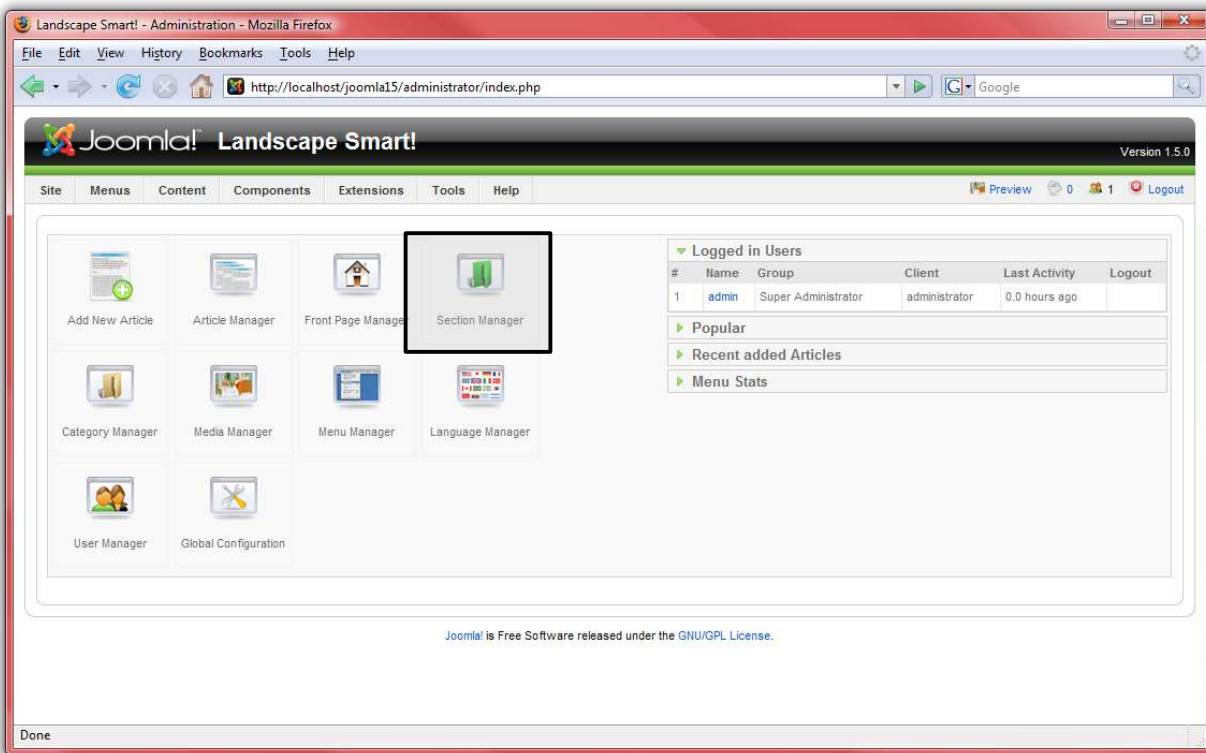 Landscape Smart! - Administration - Mozilla Firefox
File Edit View History Bookmarks Tools Help
http://localhost/joomla15/administrator/index.php
G Google
Joomla!™ Landscape Smart!
Version 1.5.0
Site Menus Content Components Extensions Tools Help Preview 0 1 Logout
Add New Article Article Manager Front Page Manager Section Manager
Category Manager Media Manager Menu Manager Language Manager
User Manager Global Configuration
Logged in Users
# Name Group Client Last Activity Logout
1 admin Super Administrator administrator 0.0 hours ago
Popular
Recent added Articles
Menu Stats
Joomla! is Free Software released under the GNU/GPL License.
Done